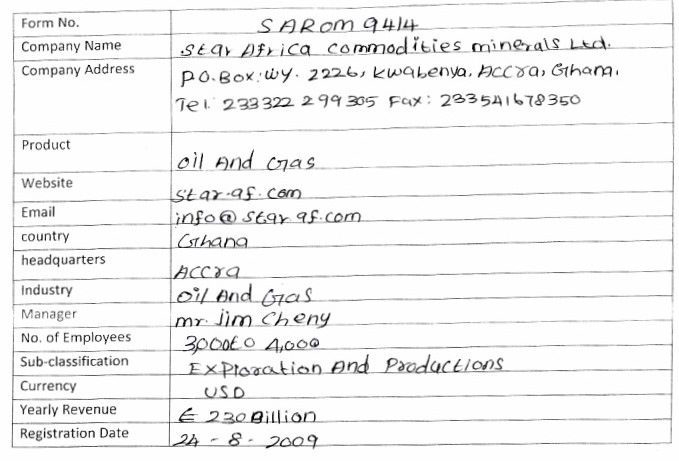 Form No. SAROM 9414
Company Name Star Africa commodities minerals Ltd.
Company Address P.O.Box:wy. 2226, Kwabenya, Accra, Ghana.
Tel. 233322 299305 Fax: 233541678350
Product Oil And Gas
Website star-af.com
Email info@star-af.com
country Ghana
headquarters Accra
Industry Oil And Gas
Manager mr. Jim Cheny
No. of Employees 3000to 4,000
Sub-classification Exploration And Productions
Currency USD
Yearly Revenue € 230 Billion
Registration Date 24 - 8 - 2009